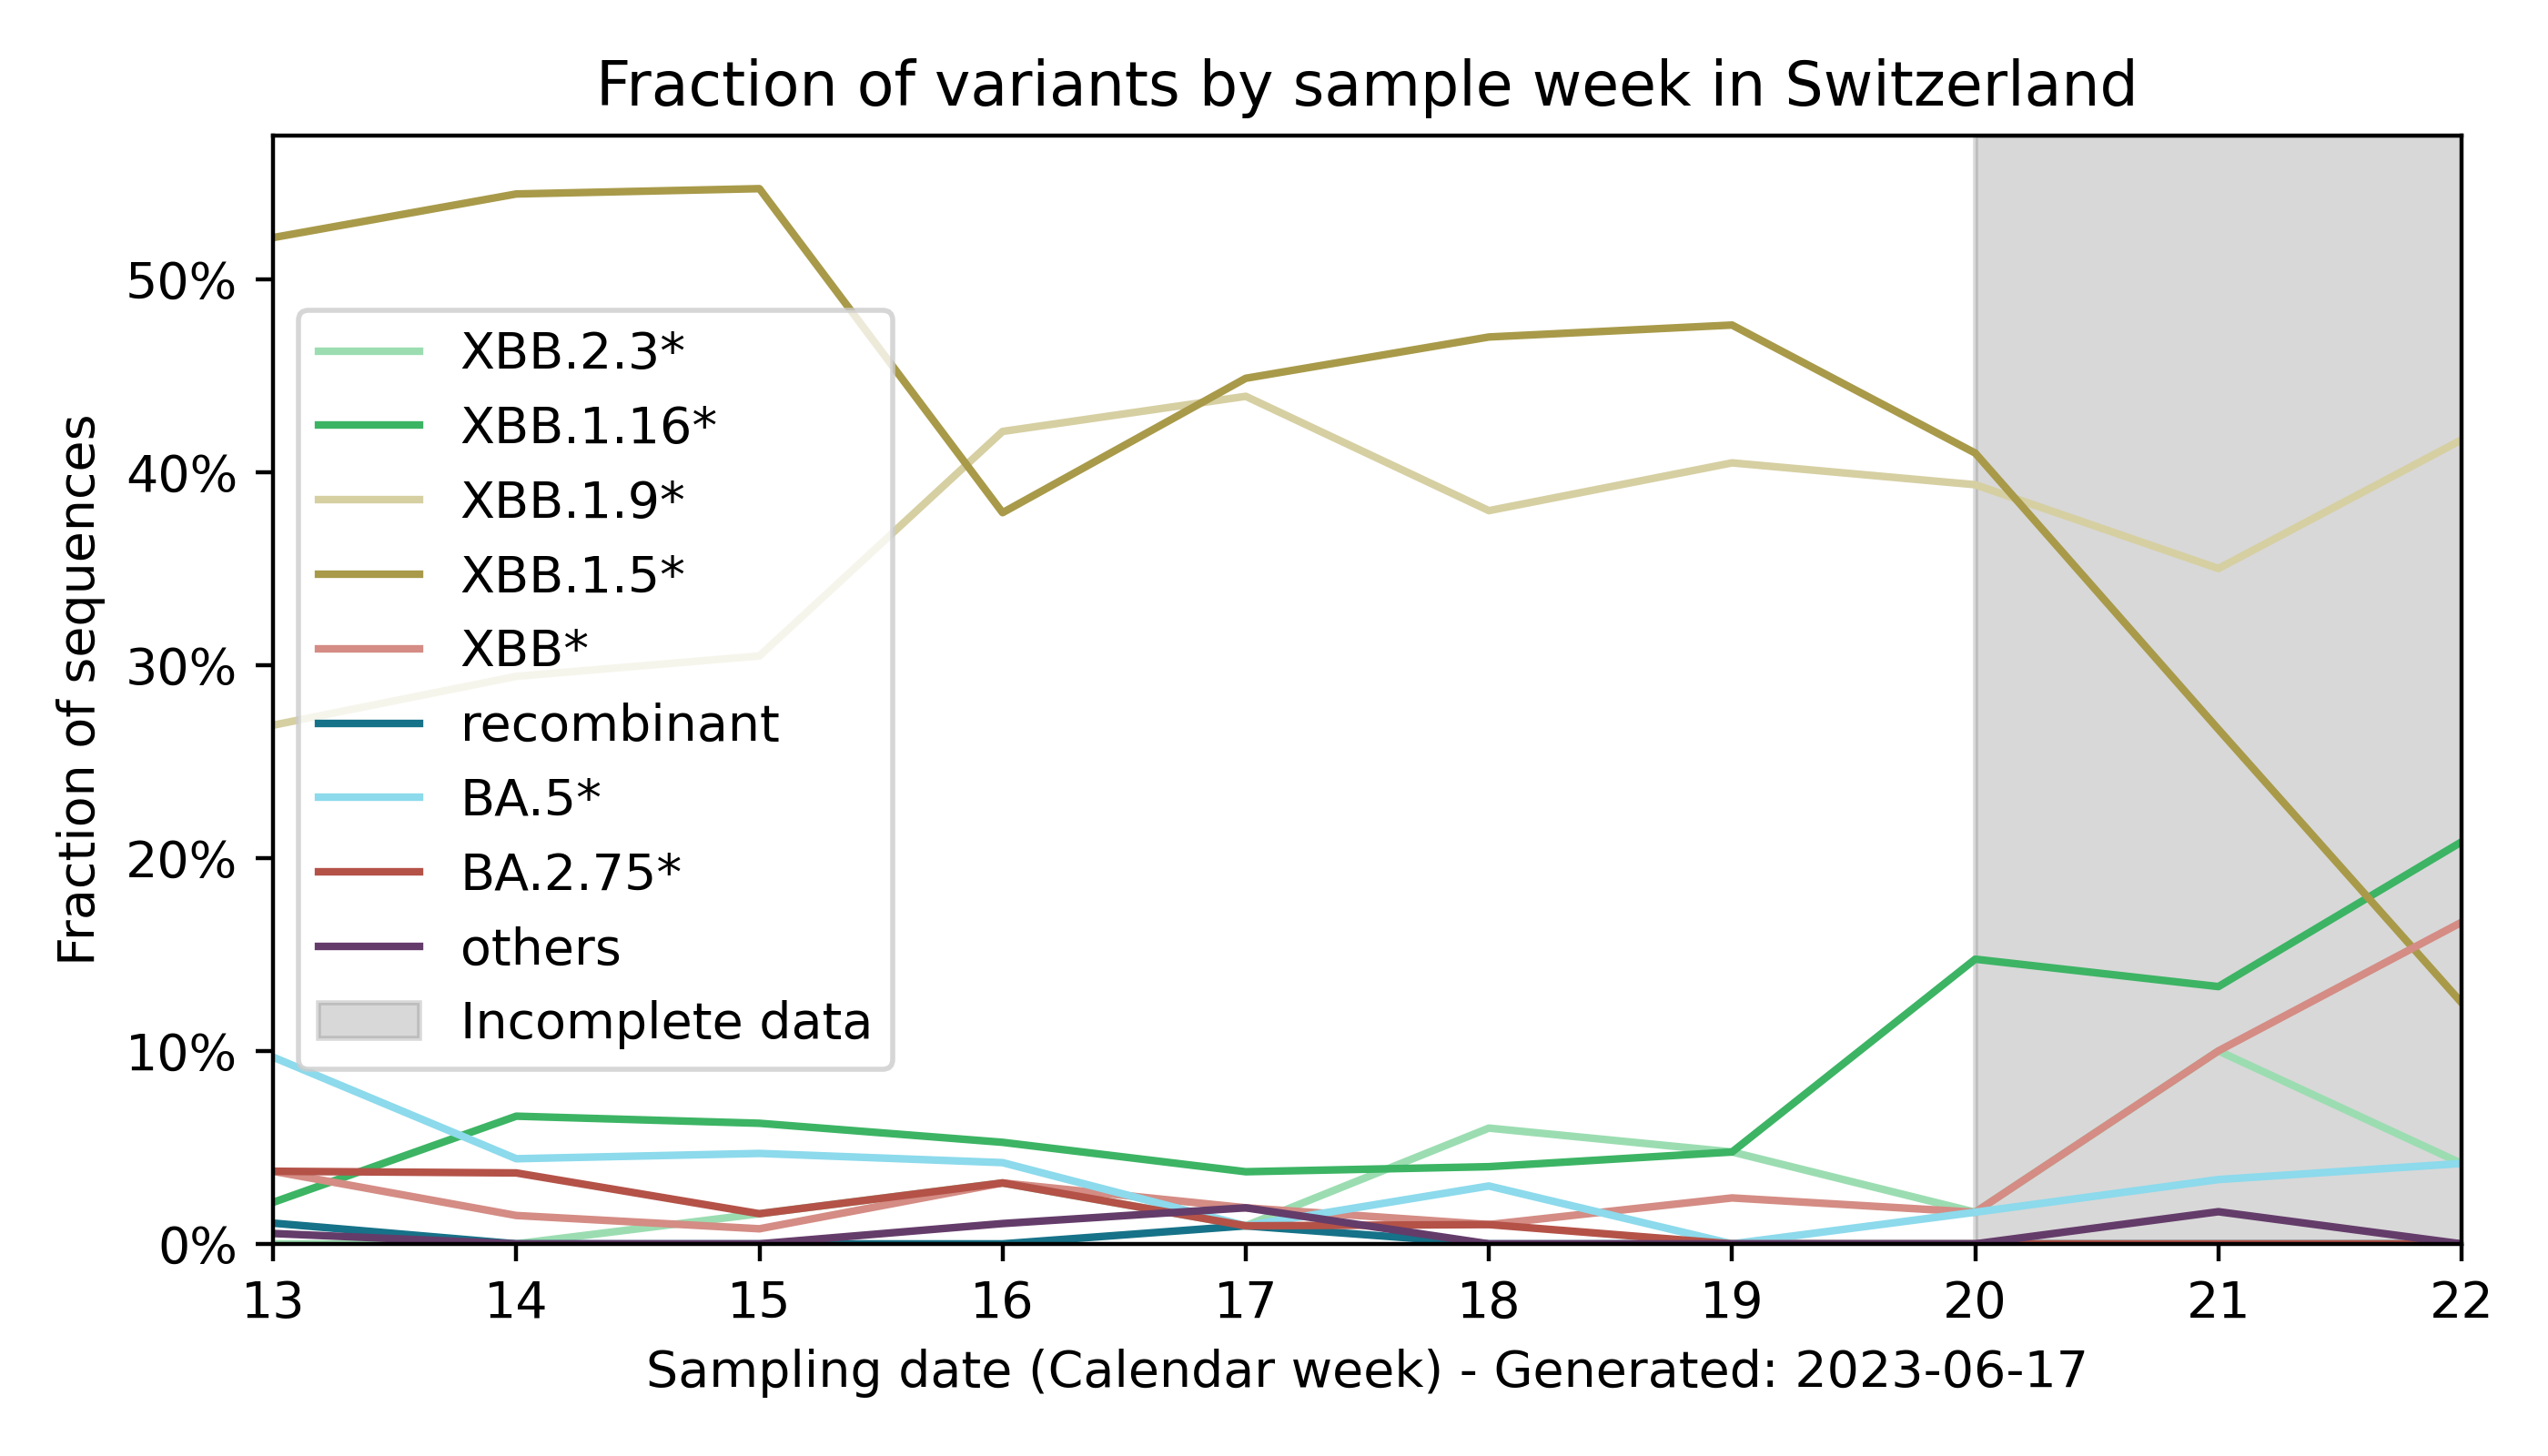 Fraction of variants by sample week in Switzerland
Fraction of sequences
50%
40%
30%
20%
10%
0%
XBB.2.3*
XBB.1.16*
XBB.1.9*
XBB.1.5*
XBB*
recombinant
BA.5*
BA.2.75*
others
Incomplete data
13 14 15 16 17 18 19 20 21 22
Sampling date (Calendar week) - Generated: 2023-06-17